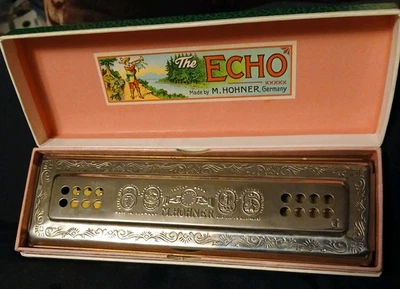 The ECHO
Made by M. HOHNER, Germany
M. HOHNER